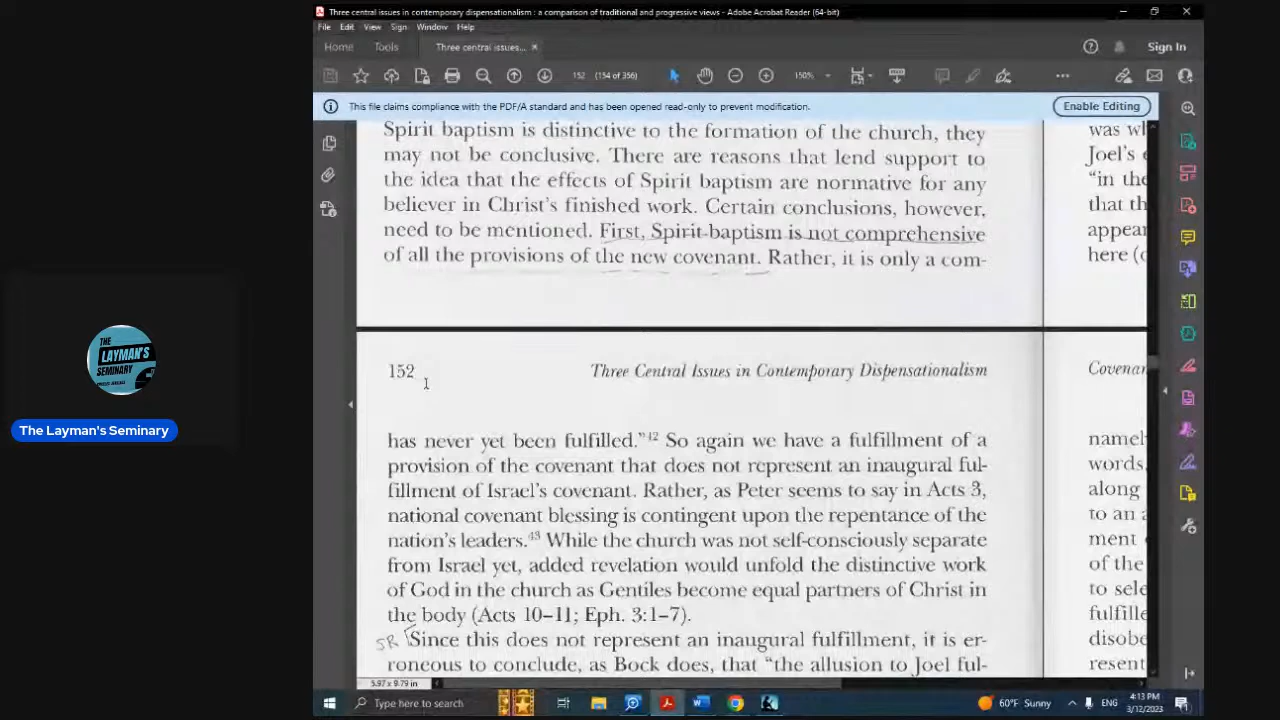 Three central issues in contemporary dispensationalism : a comparison of traditional and progressive views - Adobe Acrobat Reader (64-bit)
File Edit View Sign Window Help
Home Tools Three central issues... × Sign In
152 (154 of 356) 150%
This file claims compliance with the PDF/A standard and has been opened read-only to prevent modification. Enable Editing
Spirit baptism is distinctive to the formation of the church, they
may not be conclusive. There are reasons that lend support to
the idea that the effects of Spirit baptism are normative for any
believer in Christ's finished work. Certain conclusions, however,
need to be mentioned. First, Spirit baptism is not comprehensive
of all the provisions of the new covenant. Rather, it is only a com-
was wh
Joel's e
"in the
that th
appear
here (c
152 Three Central Issues in Contemporary Dispensationalism
has never yet been fulfilled."42 So again we have a fulfillment of a
provision of the covenant that does not represent an inaugural ful-
fillment of Israel's covenant. Rather, as Peter seems to say in Acts 3,
national covenant blessing is contingent upon the repentance of the
nation's leaders.43 While the church was not self-consciously separate
from Israel yet, added revelation would unfold the distinctive work
of God in the church as Gentiles become equal partners of Christ in
the body (Acts 10–11; Eph. 3:1–7).
SR Since this does not represent an inaugural fulfillment, it is er-
roneous to conclude, as Bock does, that "the allusion to Joel ful-
Covenan
namel
words,
along
to an a
ment
of the
to sele
fulfille
disobe
resent
5.97 x 9.79 in
THE
LAYMAN'S
SEMINARY
The Layman's Seminary
Type here to search
60°F Sunny
ENG
4:13 PM
3/12/2023